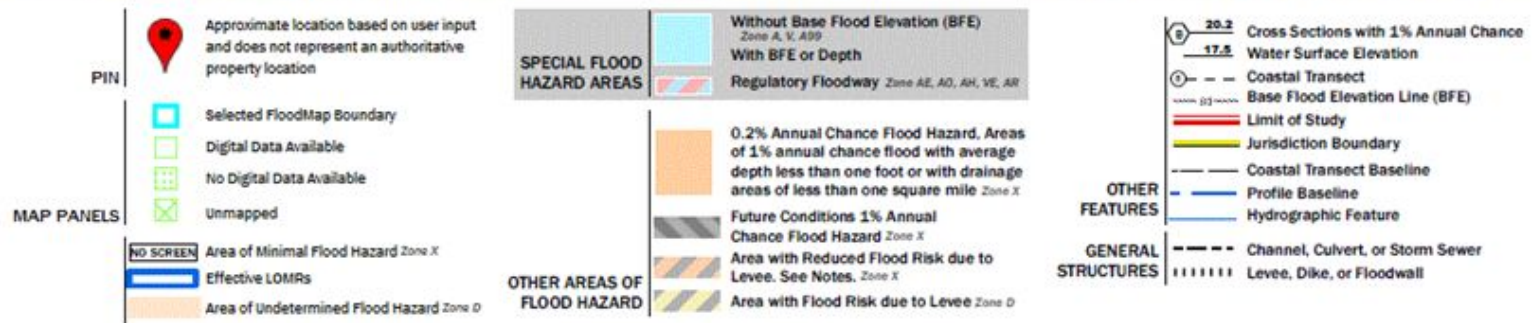 PIN
Approximate location based on user input
and does not represent an authoritative
property location
MAP PANELS
Selected FloodMap Boundary
Digital Data Available
No Digital Data Available
Unmapped
NO SCREEN Area of Minimal Flood Hazard Zone X
Effective LOMRs
Area of Undetermined Flood Hazard Zone D
SPECIAL FLOOD
HAZARD AREAS
Without Base Flood Elevation (BFE)
Zone A, V, A99
With BFE or Depth
Regulatory Floodway Zone AE, AO, AH, VE, AR
OTHER AREAS OF
FLOOD HAZARD
0.2% Annual Chance Flood Hazard, Areas
of 1% annual chance flood with average
depth less than one foot or with drainage
areas of less than one square mile Zone X
Future Conditions 1% Annual
Chance Flood Hazard Zone X
Area with Reduced Flood Risk due to
Levee. See Notes. Zone X
Area with Flood Risk due to Levee Zone D
OTHER
FEATURES
20.2 Cross Sections with 1% Annual Chance
17.5 Water Surface Elevation
Coastal Transect
Base Flood Elevation Line (BFE)
Limit of Study
Jurisdiction Boundary
Coastal Transect Baseline
Profile Baseline
Hydrographic Feature
GENERAL
STRUCTURES
Channel, Culvert, or Storm Sewer
Levee, Dike, or Floodwall